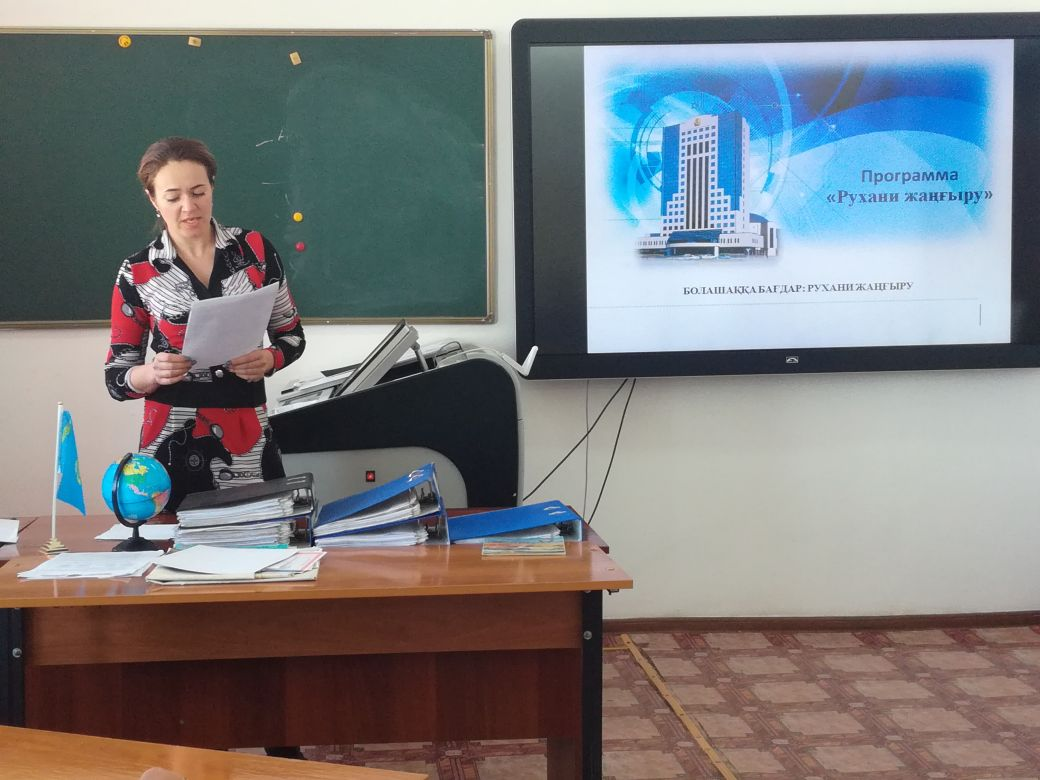 Программа
«Рухани жаңғыру»
БОЛАШАҚҚА БАҒДАР: РУХАНИ ЖАҢҒЫРУ